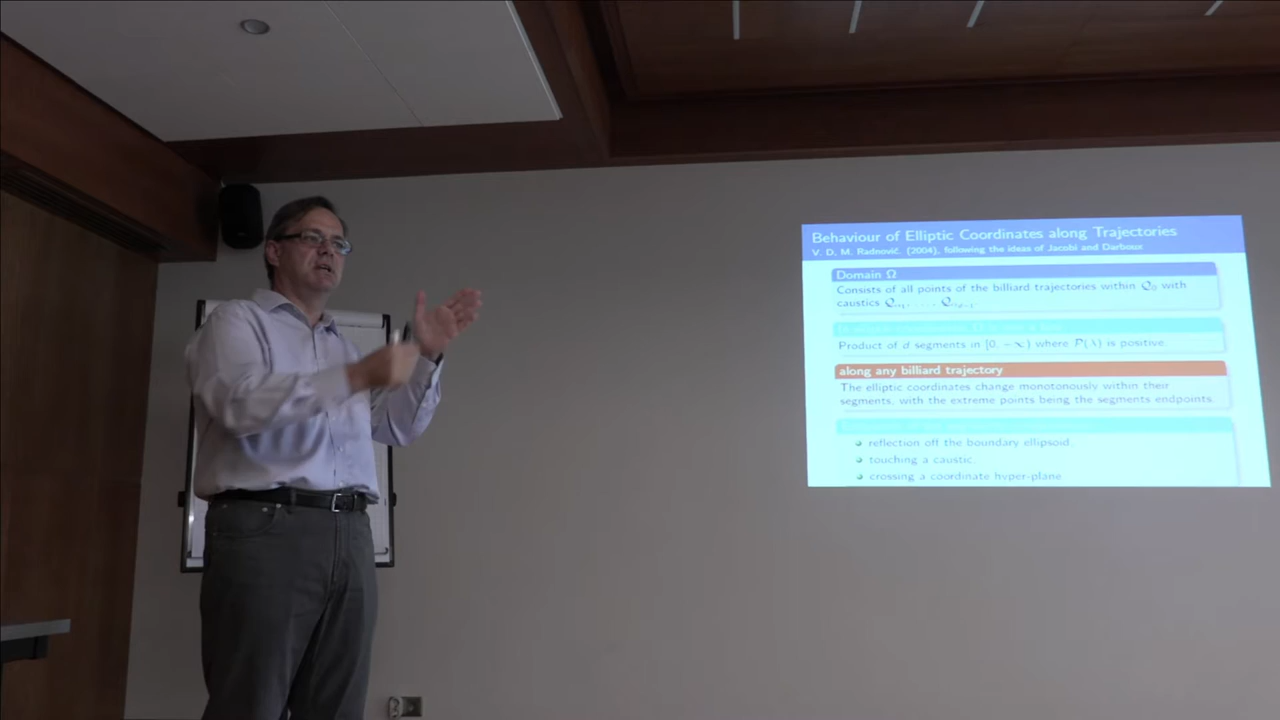 Behaviour of Elliptic Coordinates along Trajectories
V. D, M. Radnović. (2004), following the ideas of Jacobi and Darboux
Domain Ω
Consists of all points of the billiard trajectories within Q₀ with
caustics
Product of d segments in [0, −∞) where P(λ) is positive.
along any billiard trajectory
The elliptic coordinates change monotonously within their
segments, with the extreme points being the segments endpoints.
reflection off the boundary ellipsoid.
touching a caustic.
crossing a coordinate hyper-plane